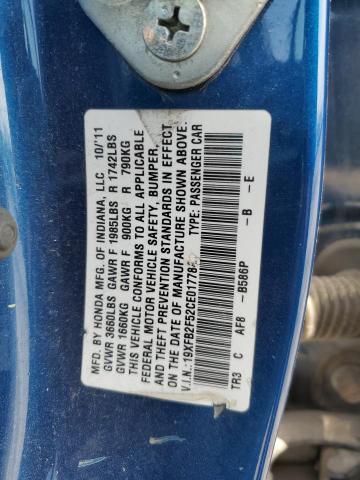 MFD. BY HONDA MFG. OF INDIANA, LLC 10/'11
GVWR 3660LBS GAWR F 1985LBS R 1742LBS
GVWR 1660KG GAWR F 900KG R 790KG
THIS VEHICLE CONFORMS TO ALL APPLICABLE
FEDERAL MOTOR VEHICLE SAFETY, BUMPER,
AND THEFT PREVENTION STANDARDS IN EFFECT
ON THE DATE OF MANUFACTURE SHOWN ABOVE.
V.I.N.: TYPE: PASSENGER CAR
TR3 C AF8 -B586P -B -E